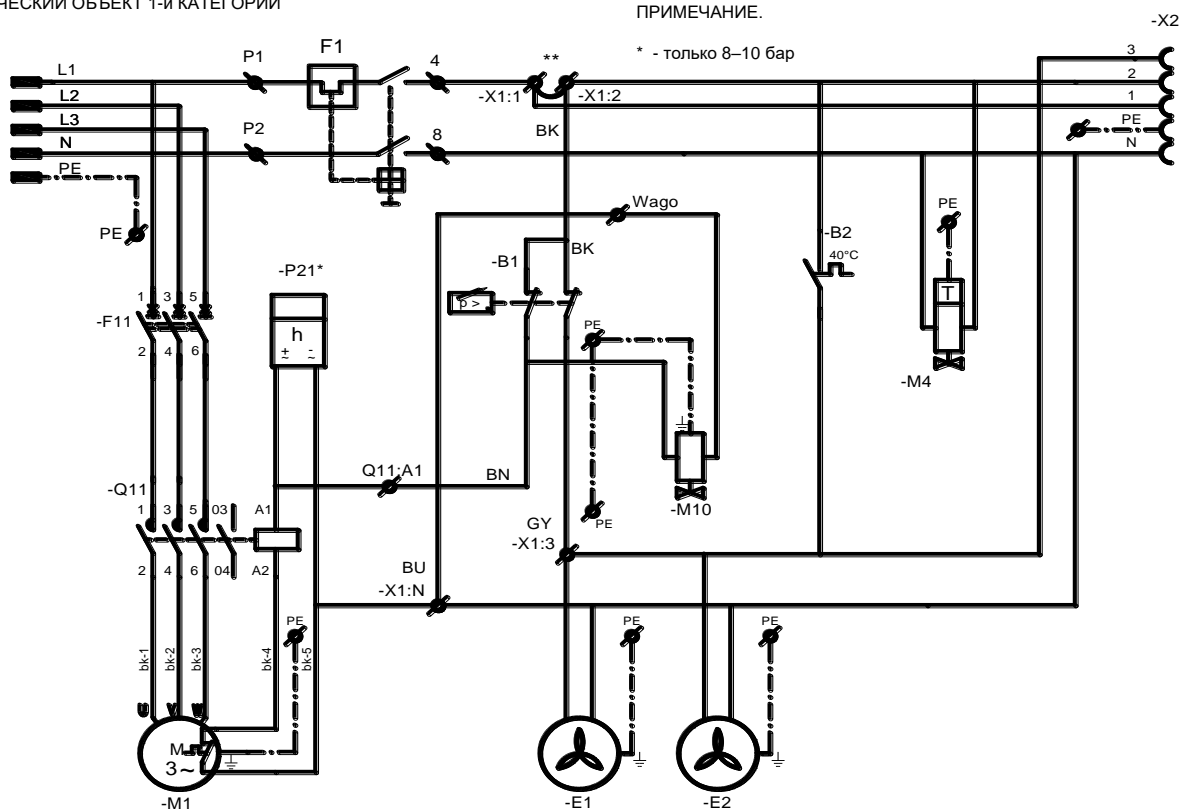 ЧЕСКИЙ ОБЪЕКТ 1-й КАТЕГОРИИ
ПРИМЕЧАНИЕ.
* - только 8–10 бар
-X2
L1
P1
F1
4
**
3
2
-X1:1
-X1:2
1
L2
L3
P2
8
BK
PE
N
N
PE
PE
Wago
PE
-B2
40°C
-B1
BK
-P21*
p >
T
1
3
5
-F11
h
PE
2
4
6
± ~
-M4
Q11:A1
BN
-Q11
1
3
5
03
A1
-M10
GY
PE
-X1:3
2
4
6
04
A2
BU
-X1:N
PE
PE
PE
bk-1
bk-2
bk-3
bk-4
bk-5
U
V
W
M
3~
-M1
-E1
-E2